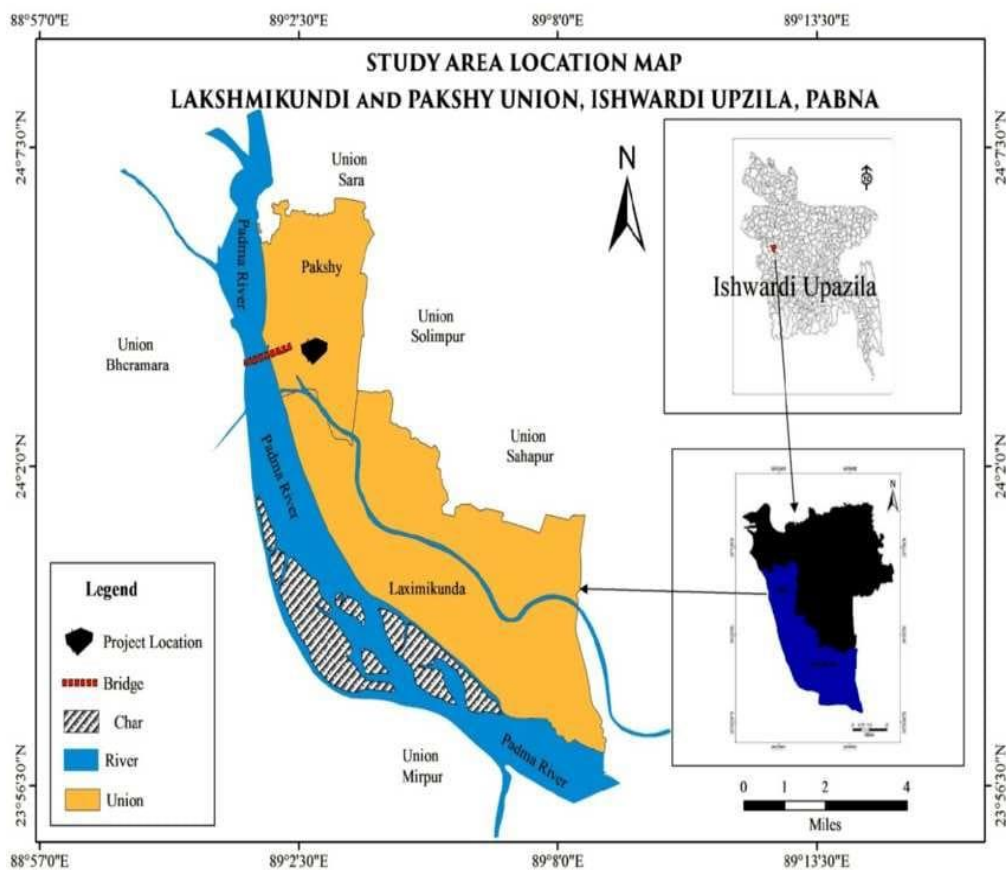 88°57'0"E
89°2'30"E
89°8'0"E
89°13'30"E
STUDY AREA LOCATION MAP
LAKSHMIKUNDI AND PAKSHY UNION, ISHWARDI UPZILA, PABNA
24°7'30"N
24°7'30"N
Union
Sara
N
Padma River
Pakshy
Ishwardi Upazila
Union
Solimpur
Union
Bheramara
Union
Sahapur
24°2'0"N
24°2'0"N
Padma River
N
Laximikunda
Legend
Project Location
Bridge
Char
River
Union
Union
Mirpur
Padma River
23°56'30"N
23°56'30"N
0 1 2 4
Miles
88°57'0"E
89°2'30"E
89°8'0"E
89°13'30"E